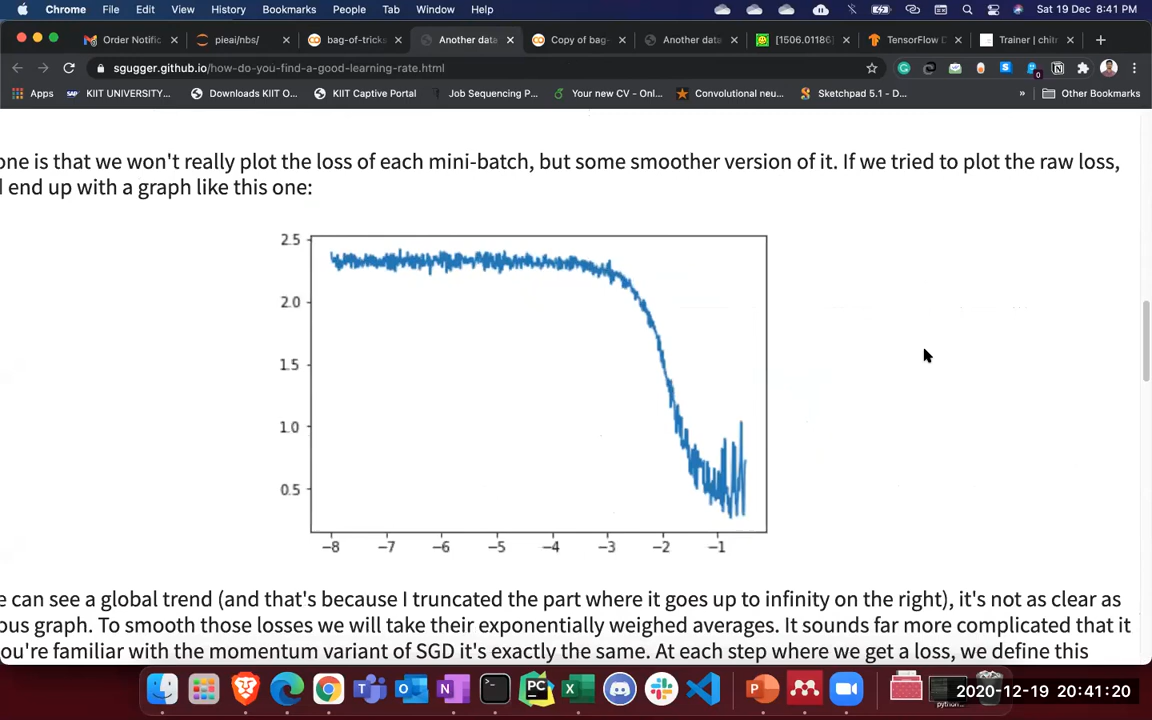 Chrome File Edit View History Bookmarks People Tab Window Help Sat 19 Dec 8:41 PM
Order Notific pieai/nbs/ bag-of-tricks Another data Copy of bag- Another data [1506.01186 TensorFlow D Trainer | chitr
sgugger.github.io/how-do-you-find-a-good-learning-rate.html
Apps KIIT UNIVERSITY... Downloads KIIT O... KIIT Captive Portal Job Sequencing P... Your new CV - Onl... Convolutional neu... Sketchpad 5.1 - D... » Other Bookmarks
one is that we won't really plot the loss of each mini-batch, but some smoother version of it. If we tried to plot the raw loss,
l end up with a graph like this one:
2.5
2.0
1.5
1.0
0.5
−8 −7 −6 −5 −4 −3 −2 −1
e can see a global trend (and that's because I truncated the part where it goes up to infinity on the right), it's not as clear as
ous graph. To smooth those losses we will take their exponentially weighed averages. It sounds far more complicated that it
ou're familiar with the momentum variant of SGD it's exactly the same. At each step where we get a loss, we define this
2020-12-19 20:41:20